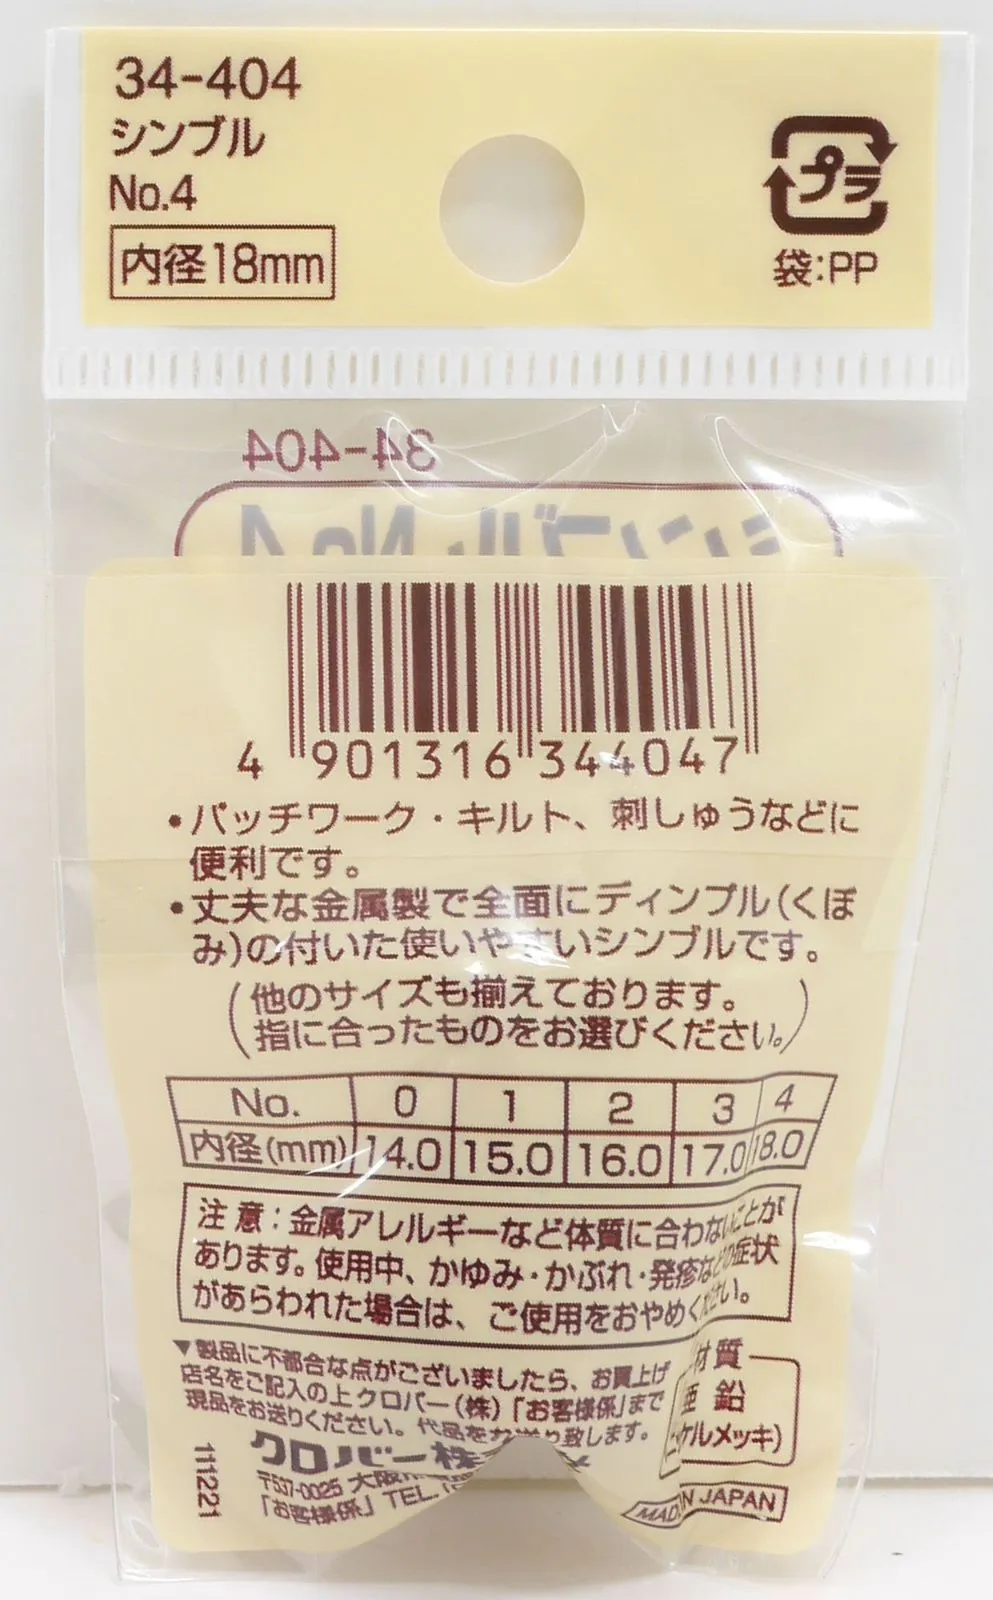 34-404
シンブル
No.4
内径18mm
プラ
袋:PP
34-404
シンブル No.4
4 901316 344047
・パッチワーク・キルト、刺しゅうなどに
便利です。
・丈夫な金属製で全面にディンプル(くぼ
み)の付いた使いやすいシンブルです。
(他のサイズも揃えております。
指に合ったものをお選びください。)
No. 0 1 2 3 4
内径(mm) 14.0 15.0 16.0 17.0 18.0
注意:金属アレルギーなど体質に合わないことが
あります。使用中、かゆみ・かぶれ・発疹などの症状
があらわれた場合は、ご使用をおやめください。
▼製品に不都合な点がございましたら、お買上げ
店名をご記入の上クロバー(株)「お客様係」まで
現品をお送りください。代品をお送り致します。
材質
亜鉛
ケルメッキ)
クロバー株
〒537-0025 大阪
「お客様係」TEL.
111221
MADE IN JAPAN